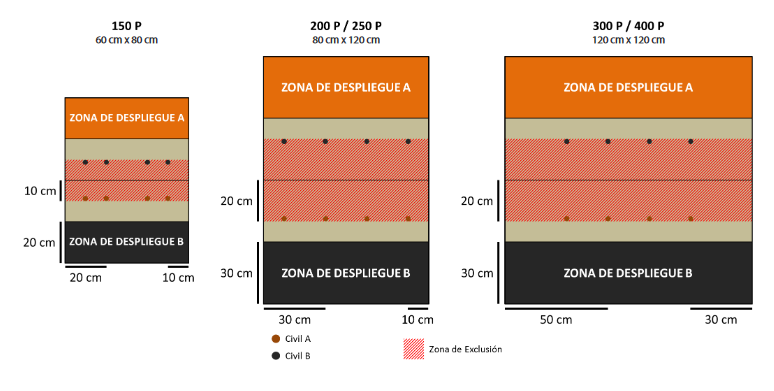 150 P
60 cm x 80 cm
200 P / 250 P
80 cm x 120 cm
300 P / 400 P
120 cm x 120 cm
ZONA DE DESPLIEGUE A
10 cm
20 cm
ZONA DE DESPLIEGUE B
20 cm
10 cm
ZONA DE DESPLIEGUE A
20 cm
30 cm
ZONA DE DESPLIEGUE B
30 cm
10 cm
ZONA DE DESPLIEGUE A
20 cm
30 cm
ZONA DE DESPLIEGUE B
50 cm
30 cm
Civil A
Civil B
Zona de Exclusión